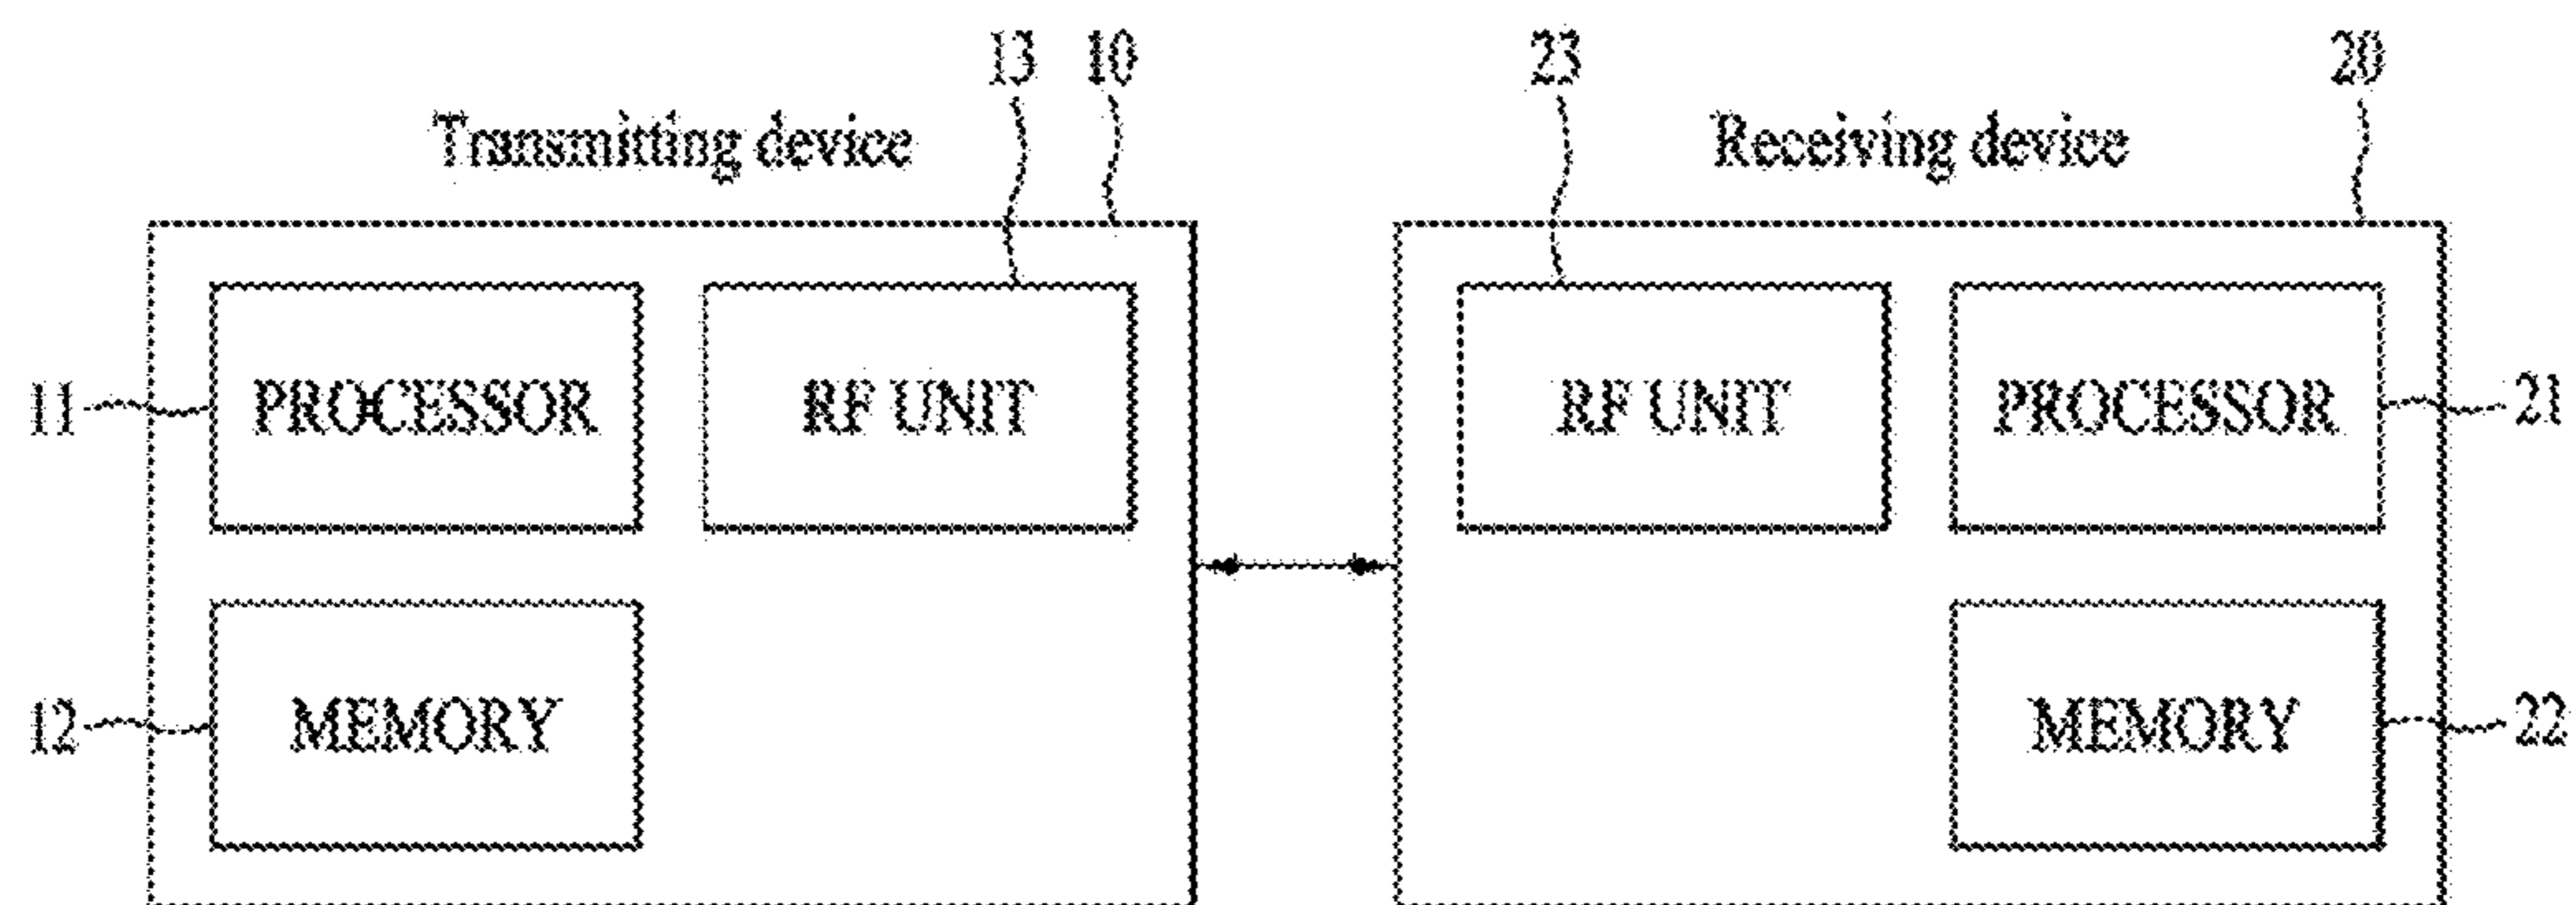 13 10 23 20
Transmitting device Receiving device
11 PROCESSOR RF UNIT RF UNIT PROCESSOR 21
12 MEMORY MEMORY 22